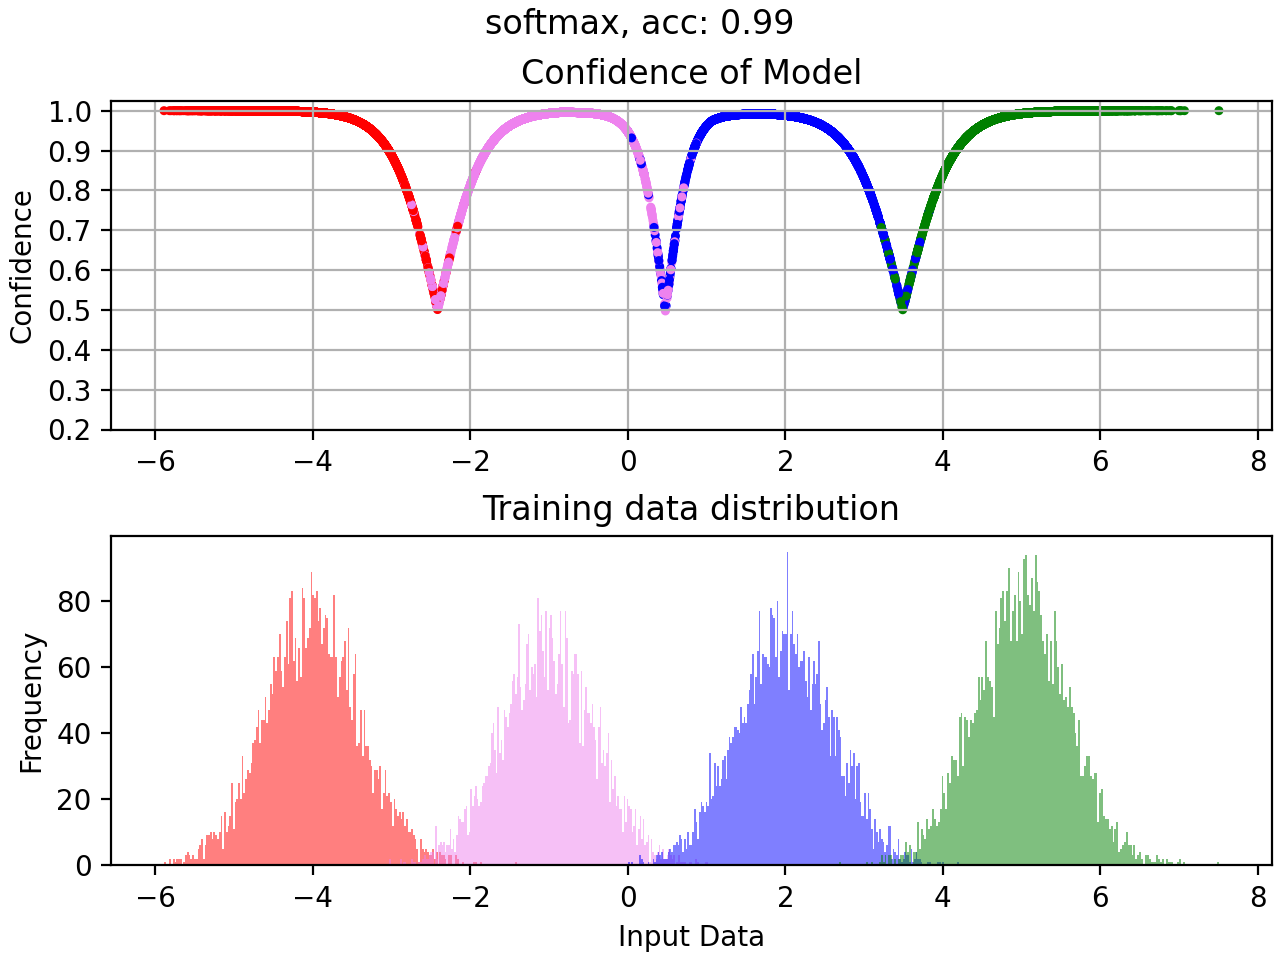 softmax, acc: 0.99
Confidence of Model
Confidence
1.0
0.9
0.8
0.7
0.6
0.5
0.4
0.3
0.2
−6 −4 −2 0 2 4 6 8
Training data distribution
Frequency
80
60
40
20
0
−6 −4 −2 0 2 4 6 8
Input Data